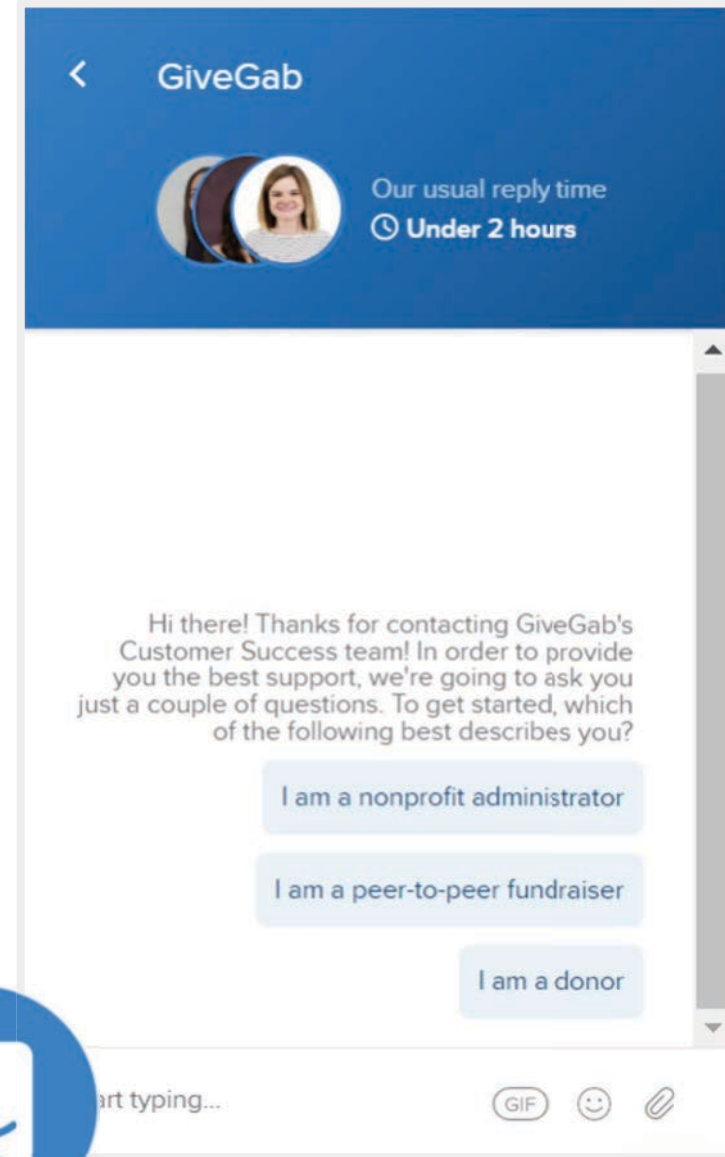 GiveGab
Our usual reply time
Under 2 hours
Hi there! Thanks for contacting GiveGab's
Customer Success team! In order to provide
you the best support, we're going to ask you
just a couple of questions. To get started, which
of the following best describes you?
I am a nonprofit administrator
I am a peer-to-peer fundraiser
I am a donor
typing...
GIF